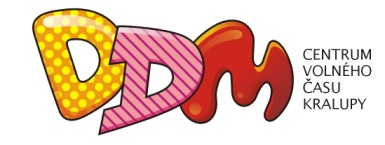 DDM
CENTRUM
VOLNÉHO
ČASU
KRALUPY